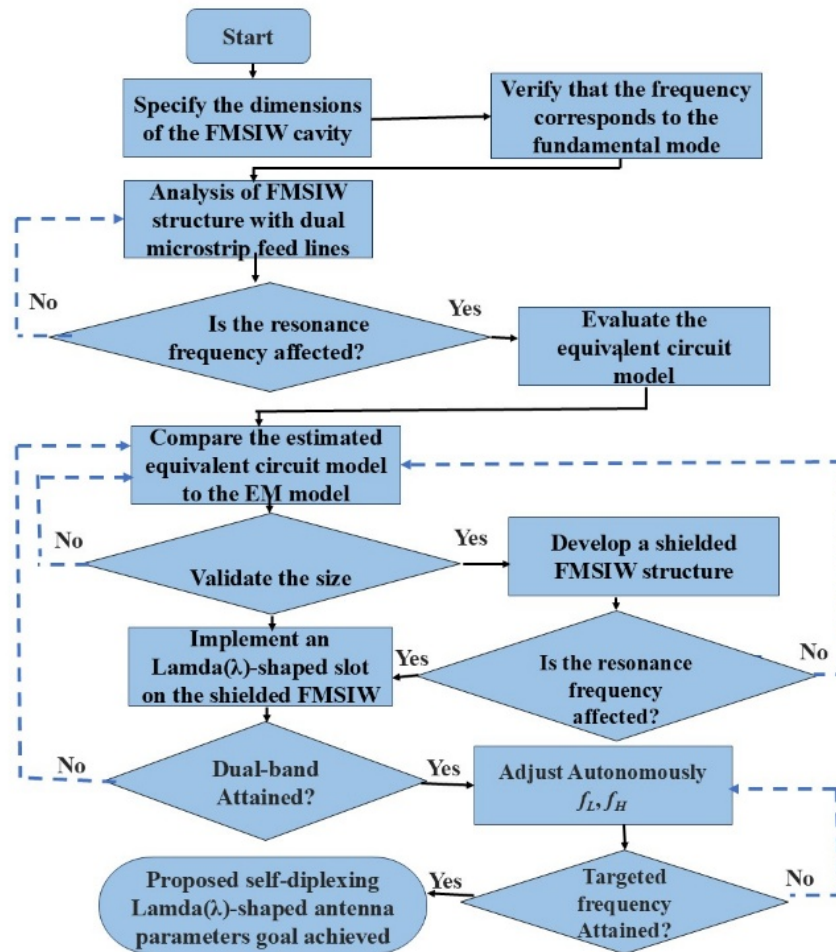 Start
Specify the dimensions
of the FMSIW cavity
Verify that the frequency
corresponds to the
fundamental mode
Analysis of FMSIW
structure with dual
microstrip feed lines
No
Is the resonance
frequency affected?
Yes
Evaluate the
equivalent circuit
model
Compare the estimated
equivalent circuit model
to the EM model
No
Validate the size
Yes
Develop a shielded
FMSIW structure
Implement an
Lamda(λ)-shaped slot
on the shielded FMSIW
Yes
Is the resonance
frequency
affected?
No
No
Dual-band
Attained?
Yes
Adjust Autonomously
fL, fH
Proposed self-diplexing
Lamda(λ)-shaped antenna
parameters goal achieved
Yes
Targeted
frequency
Attained?
No